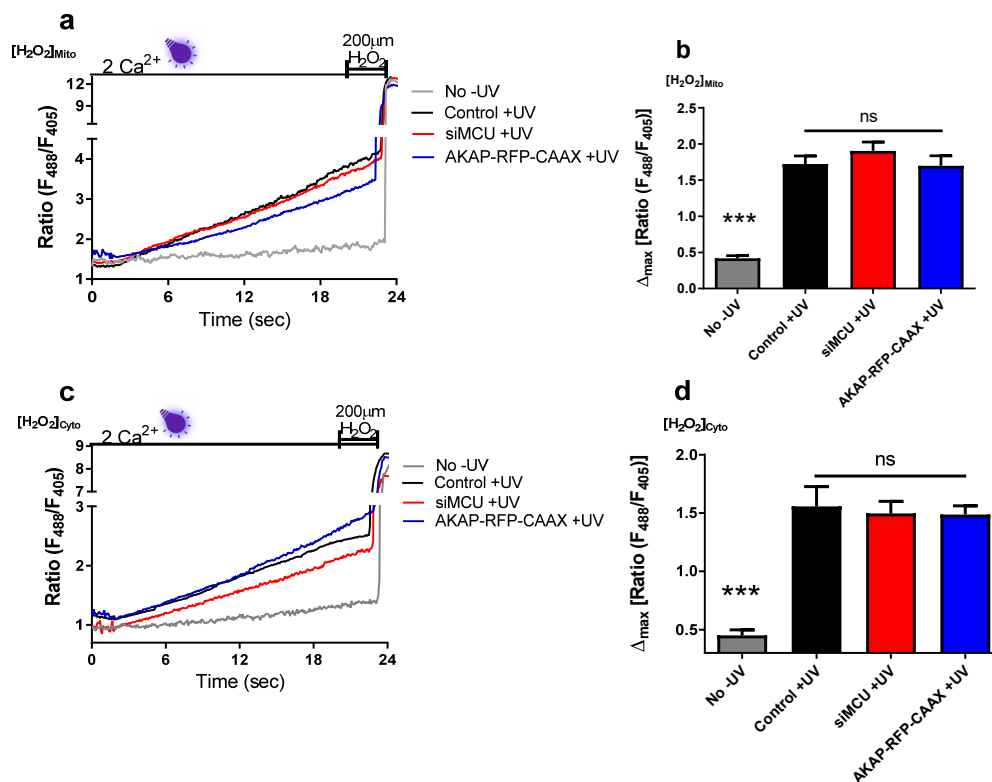 a
[H2O2]Mito
2 Ca2+
200μm
H2O2
12
9
4
3
2
1
Ratio (F488/F405)
0
6
12
18
24
Time (sec)
No -UV
Control +UV
siMCU +UV
AKAP-RFP-CAAX +UV
b
[H2O2]Mito
2.5
2.0
1.5
1.0
0.5
0.0
Δmax [Ratio (F488/F405)]
ns
***
No -UV
Control +UV
siMCU +UV
AKAP-RFP-CAAX +UV
c
[H2O2]Cyto
2 Ca2+
200μm
H2O2
9
8
7
3
2
1
Ratio (F488/F405)
0
6
12
18
24
Time (sec)
No -UV
Control +UV
siMCU +UV
AKAP-RFP-CAAX +UV
d
[H2O2]Cyto
2.0
1.5
1.0
0.5
Δmax [Ratio (F488/F405)]
ns
***
No -UV
Control +UV
siMCU +UV
AKAP-RFP-CAAX +UV